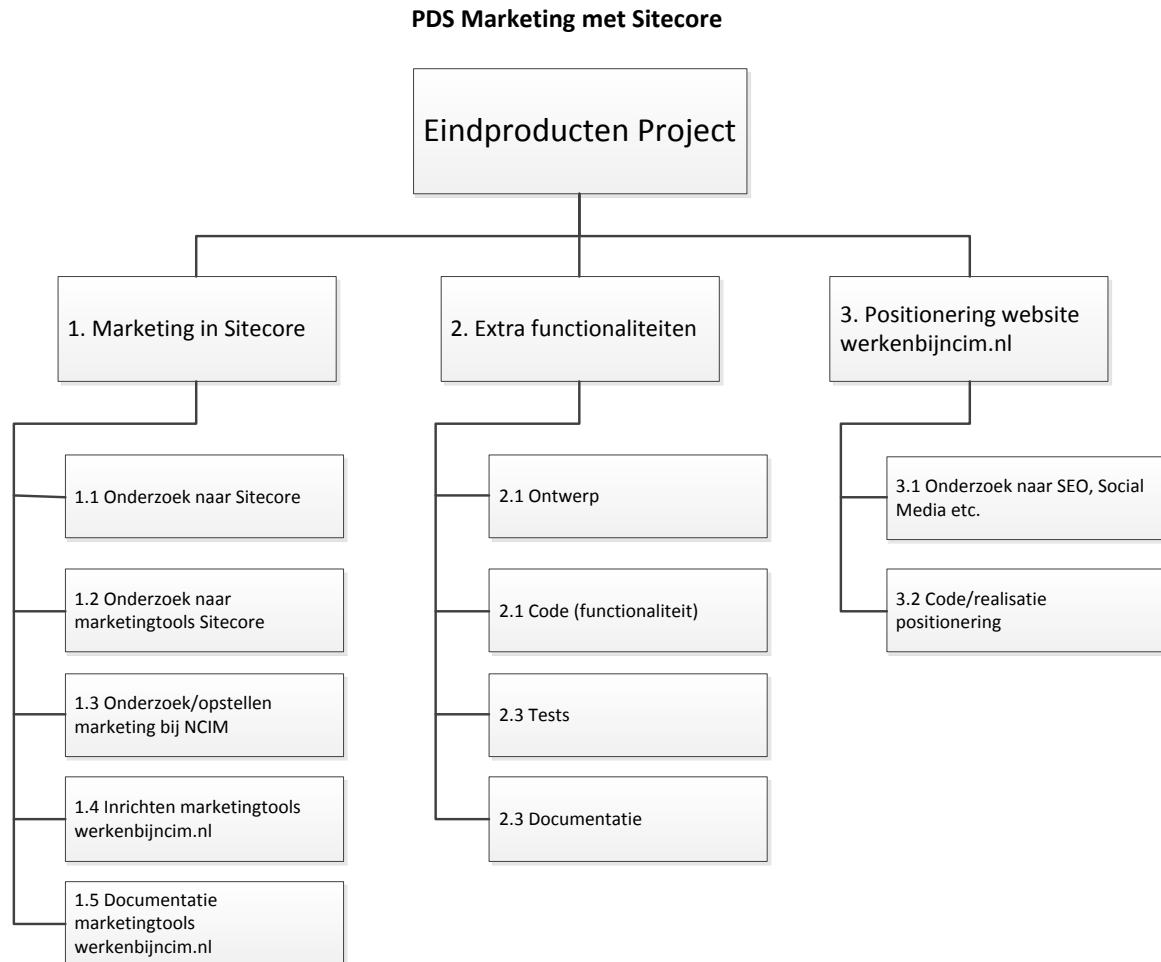 PDS Marketing met Sitecore
Eindproducten Project
1. Marketing in Sitecore
2. Extra functionaliteiten
3. Positionering website
werkenbijncim.nl
1.1 Onderzoek naar Sitecore
1.2 Onderzoek naar
marketingtools Sitecore
1.3 Onderzoek/opstellen
marketing bij NCIM
1.4 Inrichten marketingtools
werkenbijncim.nl
1.5 Documentatie
marketingtools
werkenbijncim.nl
2.1 Ontwerp
2.1 Code (functionaliteit)
2.3 Tests
2.3 Documentatie
3.1 Onderzoek naar SEO, Social
Media etc.
3.2 Code/realisatie
positionering